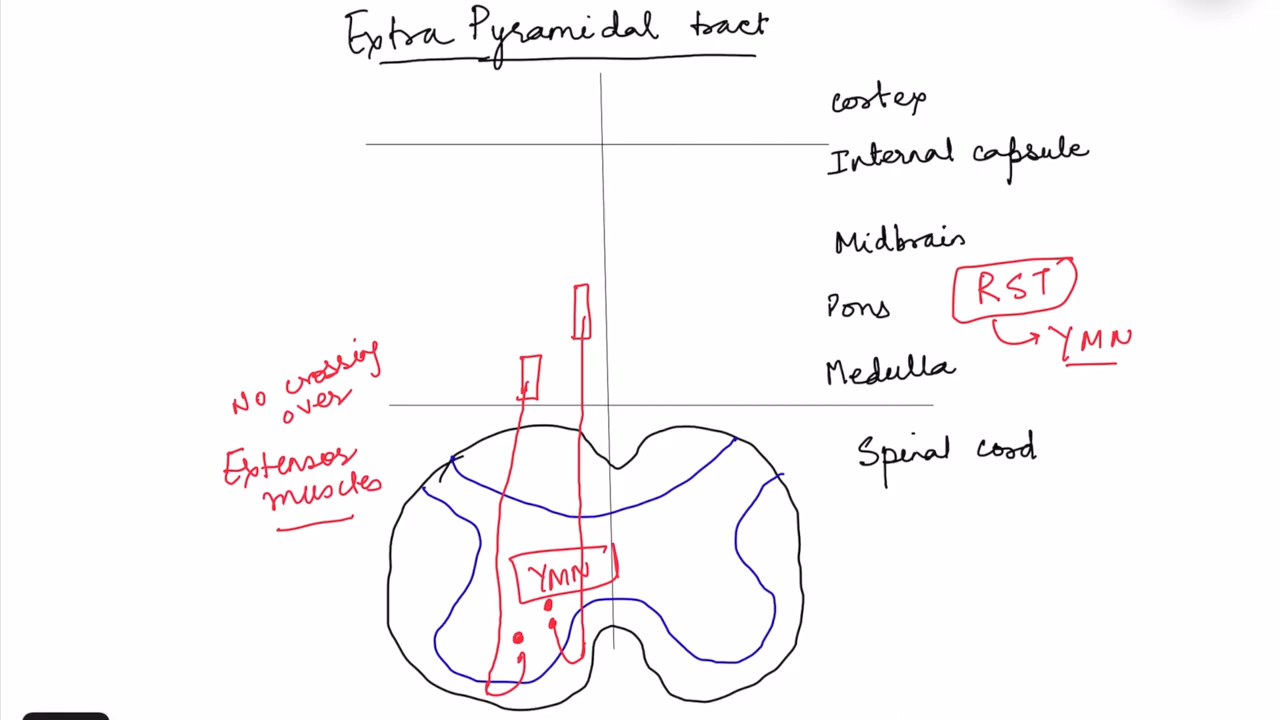 Extra Pyramidal tract
cortex
Internal capsule
Midbrain
Pons
RST
YMN
Medulla
No crossing
over
Extensor
muscles
Spinal cord
YMN